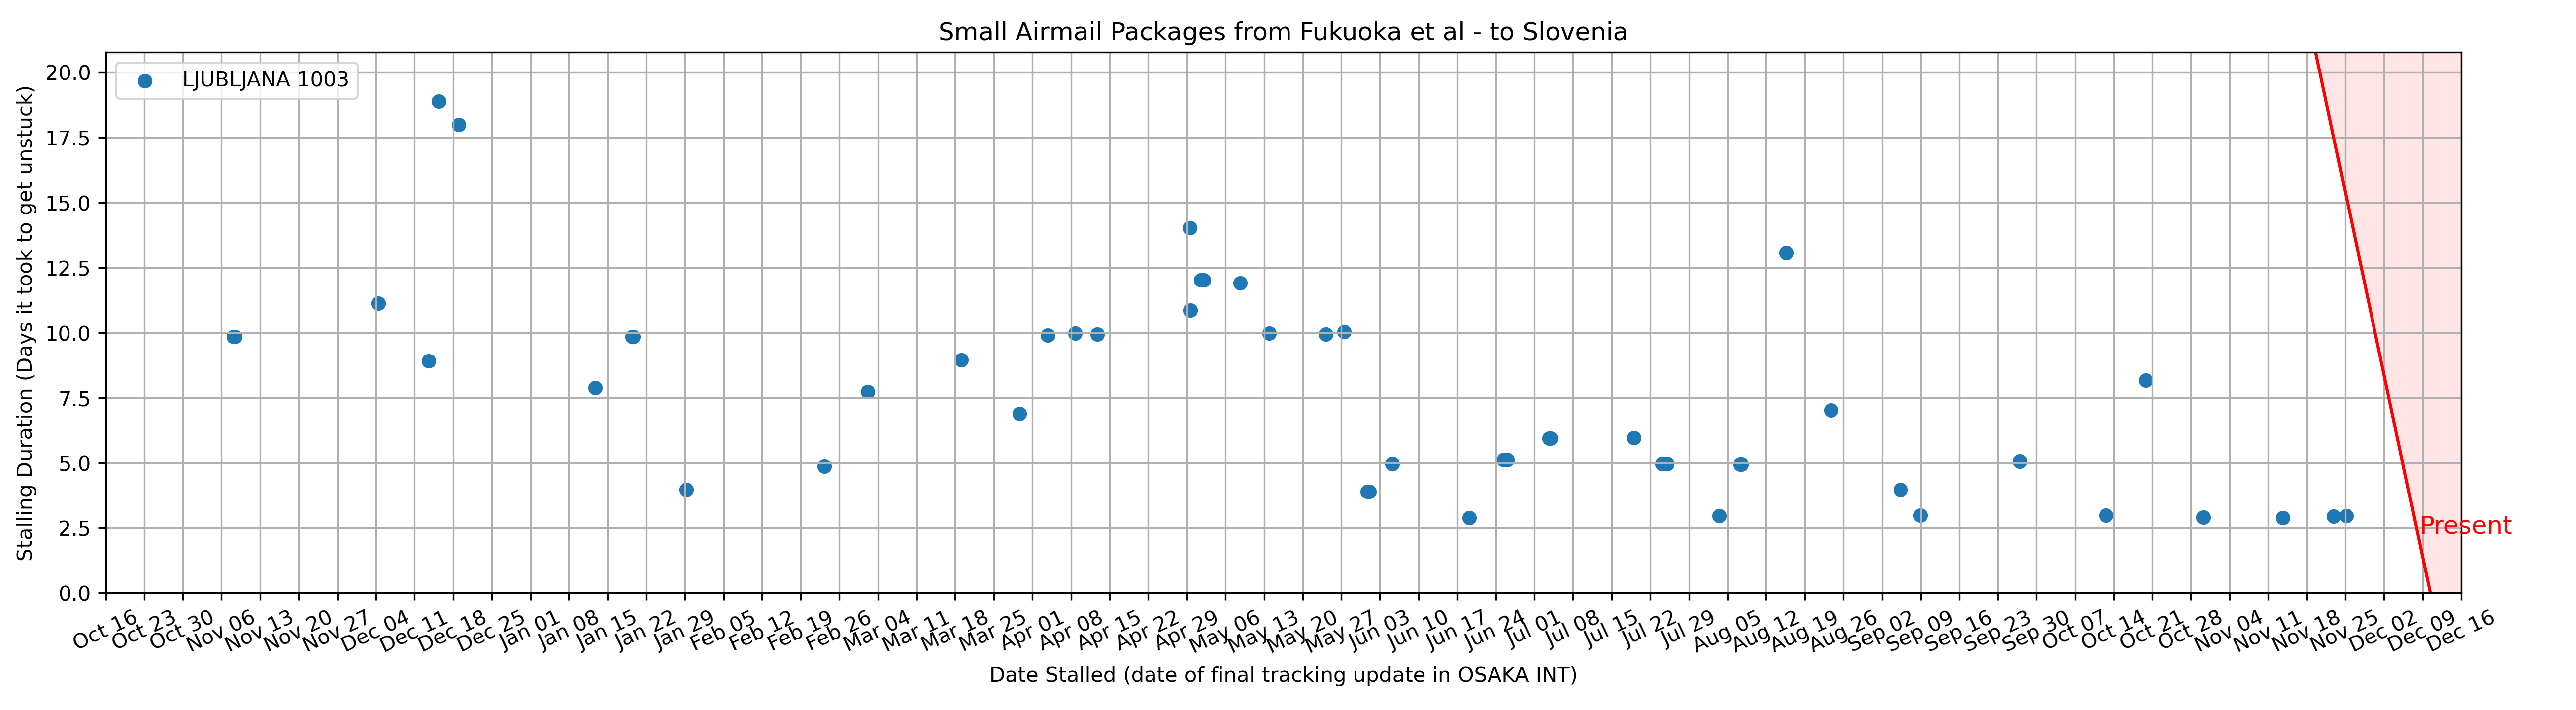 Small Airmail Packages from Fukuoka et al - to Slovenia
LJUBLJANA 1003
Stalling Duration (Days it took to get unstuck)
20.0
17.5
15.0
12.5
10.0
7.5
5.0
2.5
0.0
Present
Oct 16 Oct 23 Oct 30 Nov 06 Nov 13 Nov 20 Nov 27 Dec 04 Dec 11 Dec 18 Dec 25 Jan 01 Jan 08 Jan 15 Jan 22 Jan 29 Feb 05 Feb 12 Feb 19 Feb 26 Mar 04 Mar 11 Mar 18 Mar 25 Apr 01 Apr 08 Apr 15 Apr 22 Apr 29 May 06 May 13 May 20 May 27 Jun 03 Jun 10 Jun 17 Jun 24 Jul 01 Jul 08 Jul 15 Jul 22 Jul 29 Aug 05 Aug 12 Aug 19 Aug 26 Sep 02 Sep 09 Sep 16 Sep 23 Sep 30 Oct 07 Oct 14 Oct 21 Oct 28 Nov 04 Nov 11 Nov 18 Nov 25 Dec 02 Dec 09 Dec 16
Date Stalled (date of final tracking update in OSAKA INT)